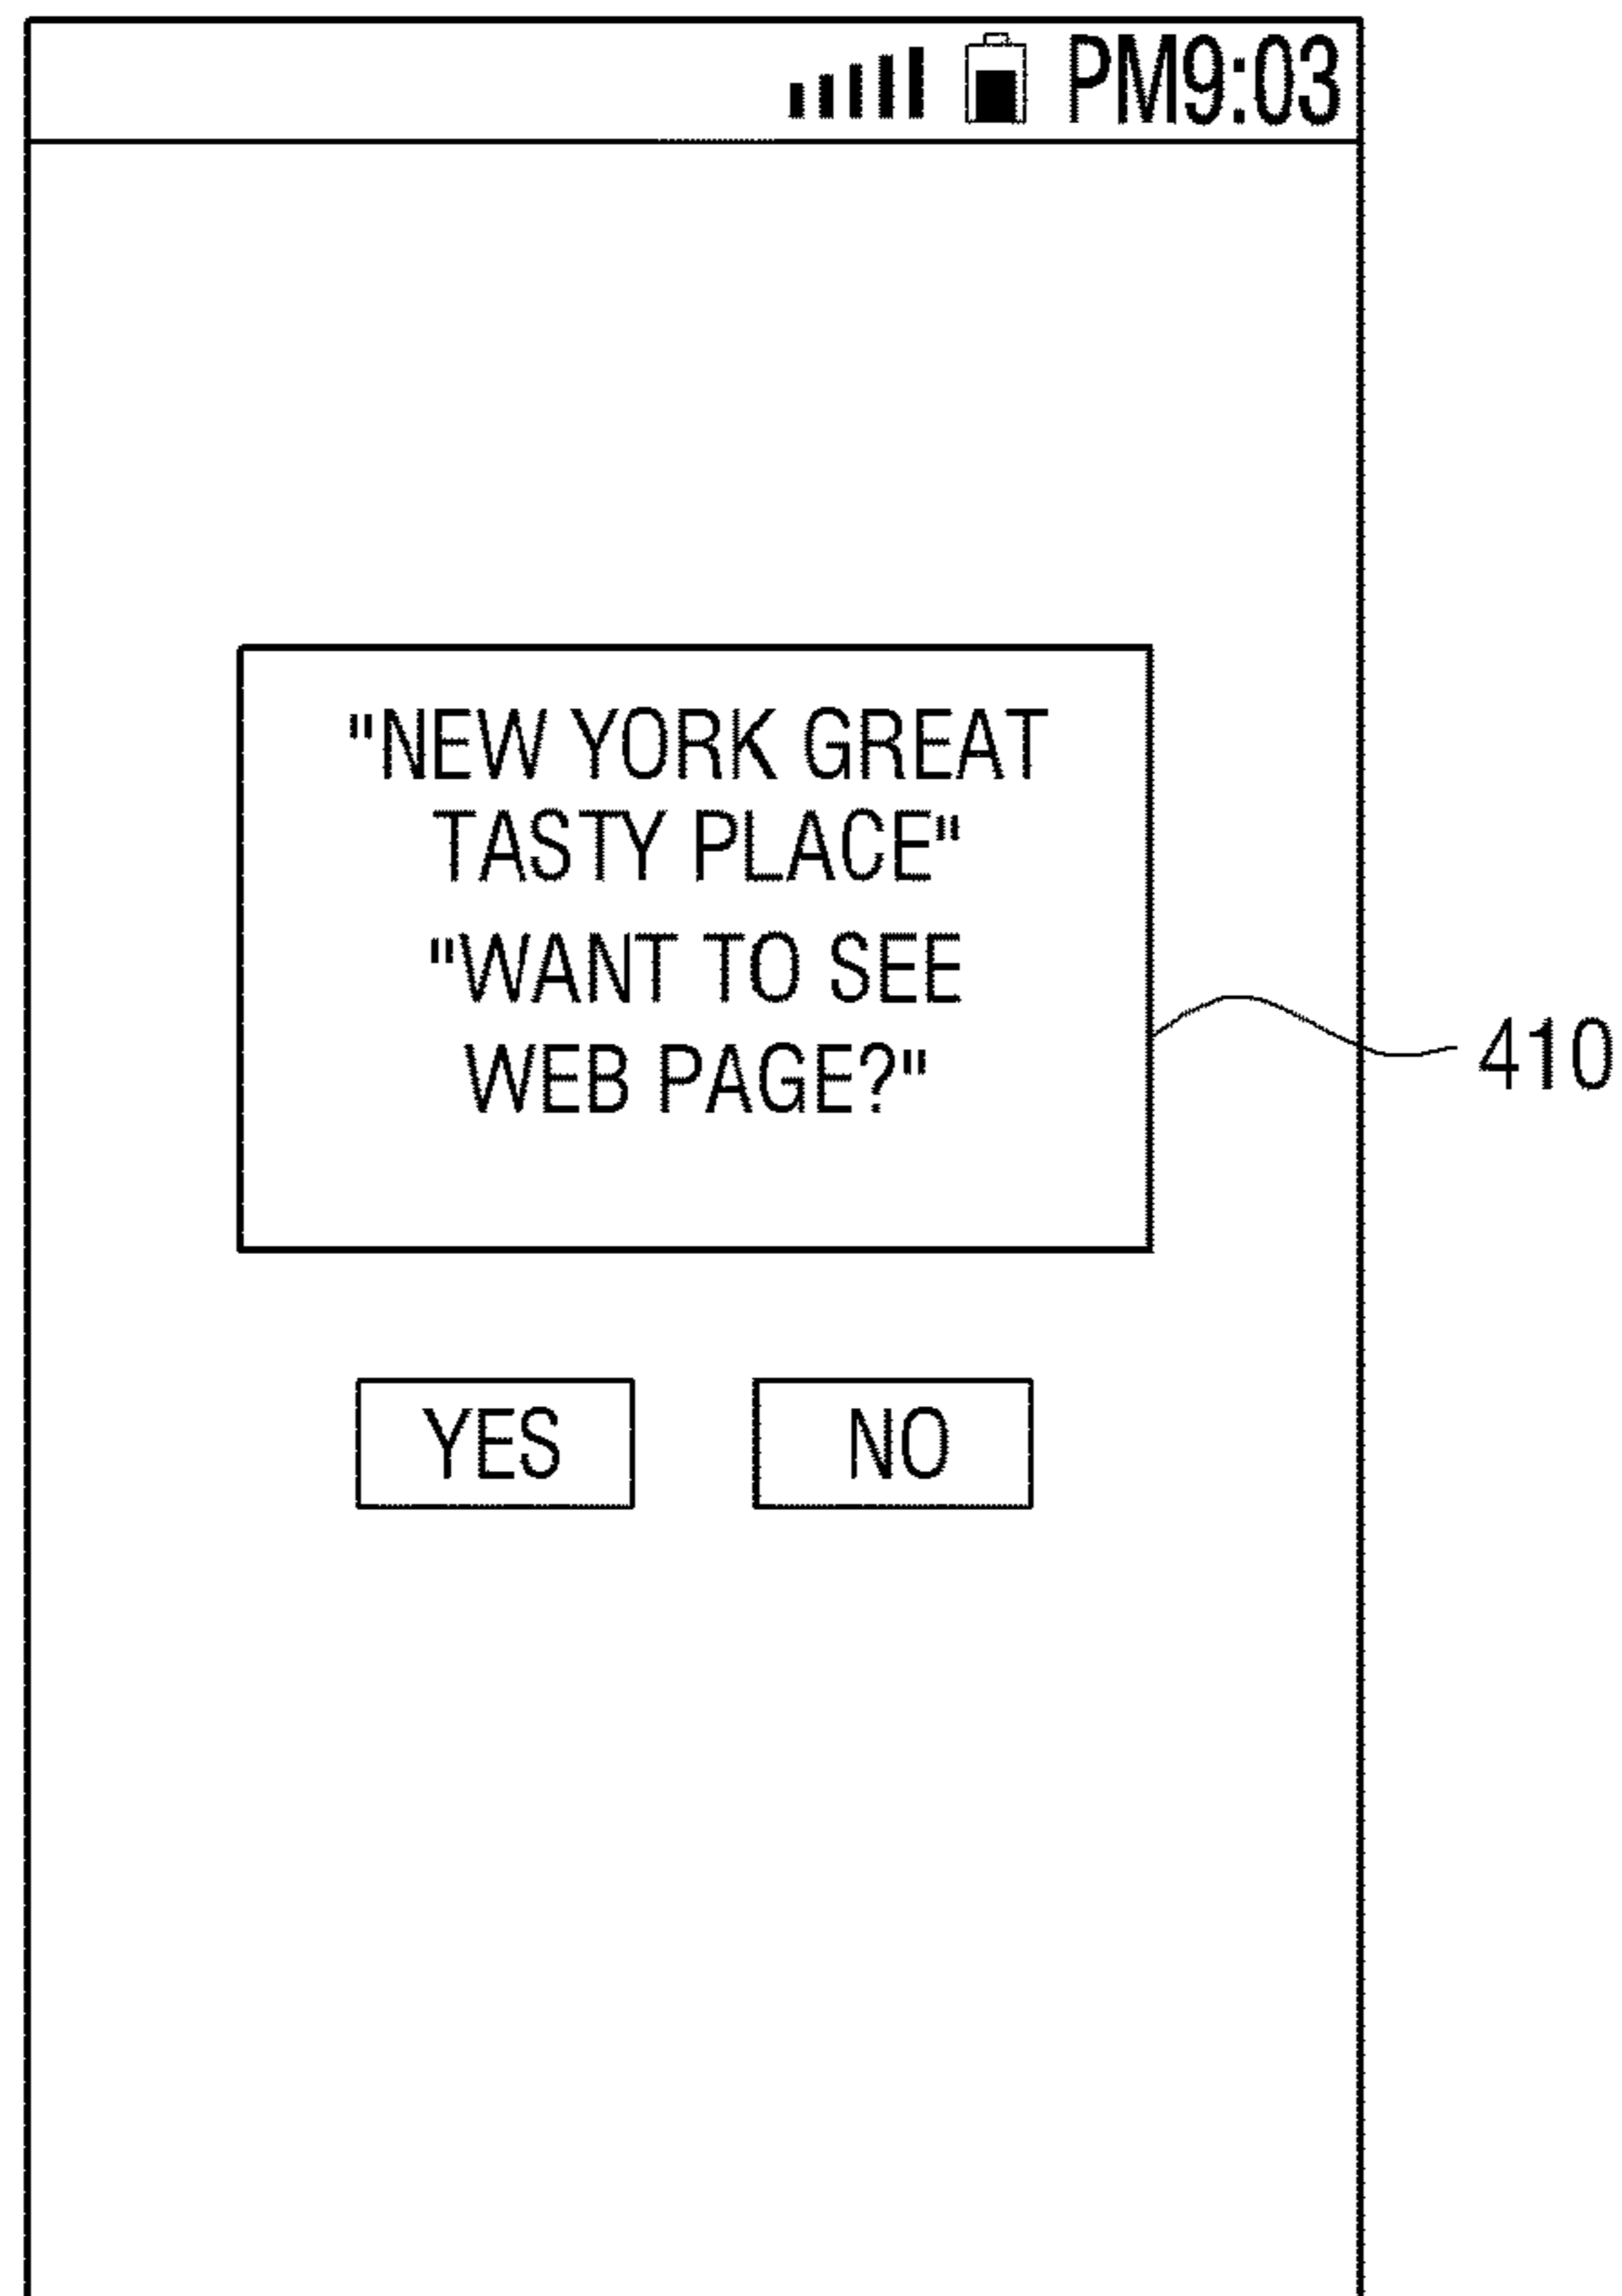 PM9:03
"NEW YORK GREAT
TASTY PLACE"
"WANT TO SEE
WEB PAGE?"
410
YES NO